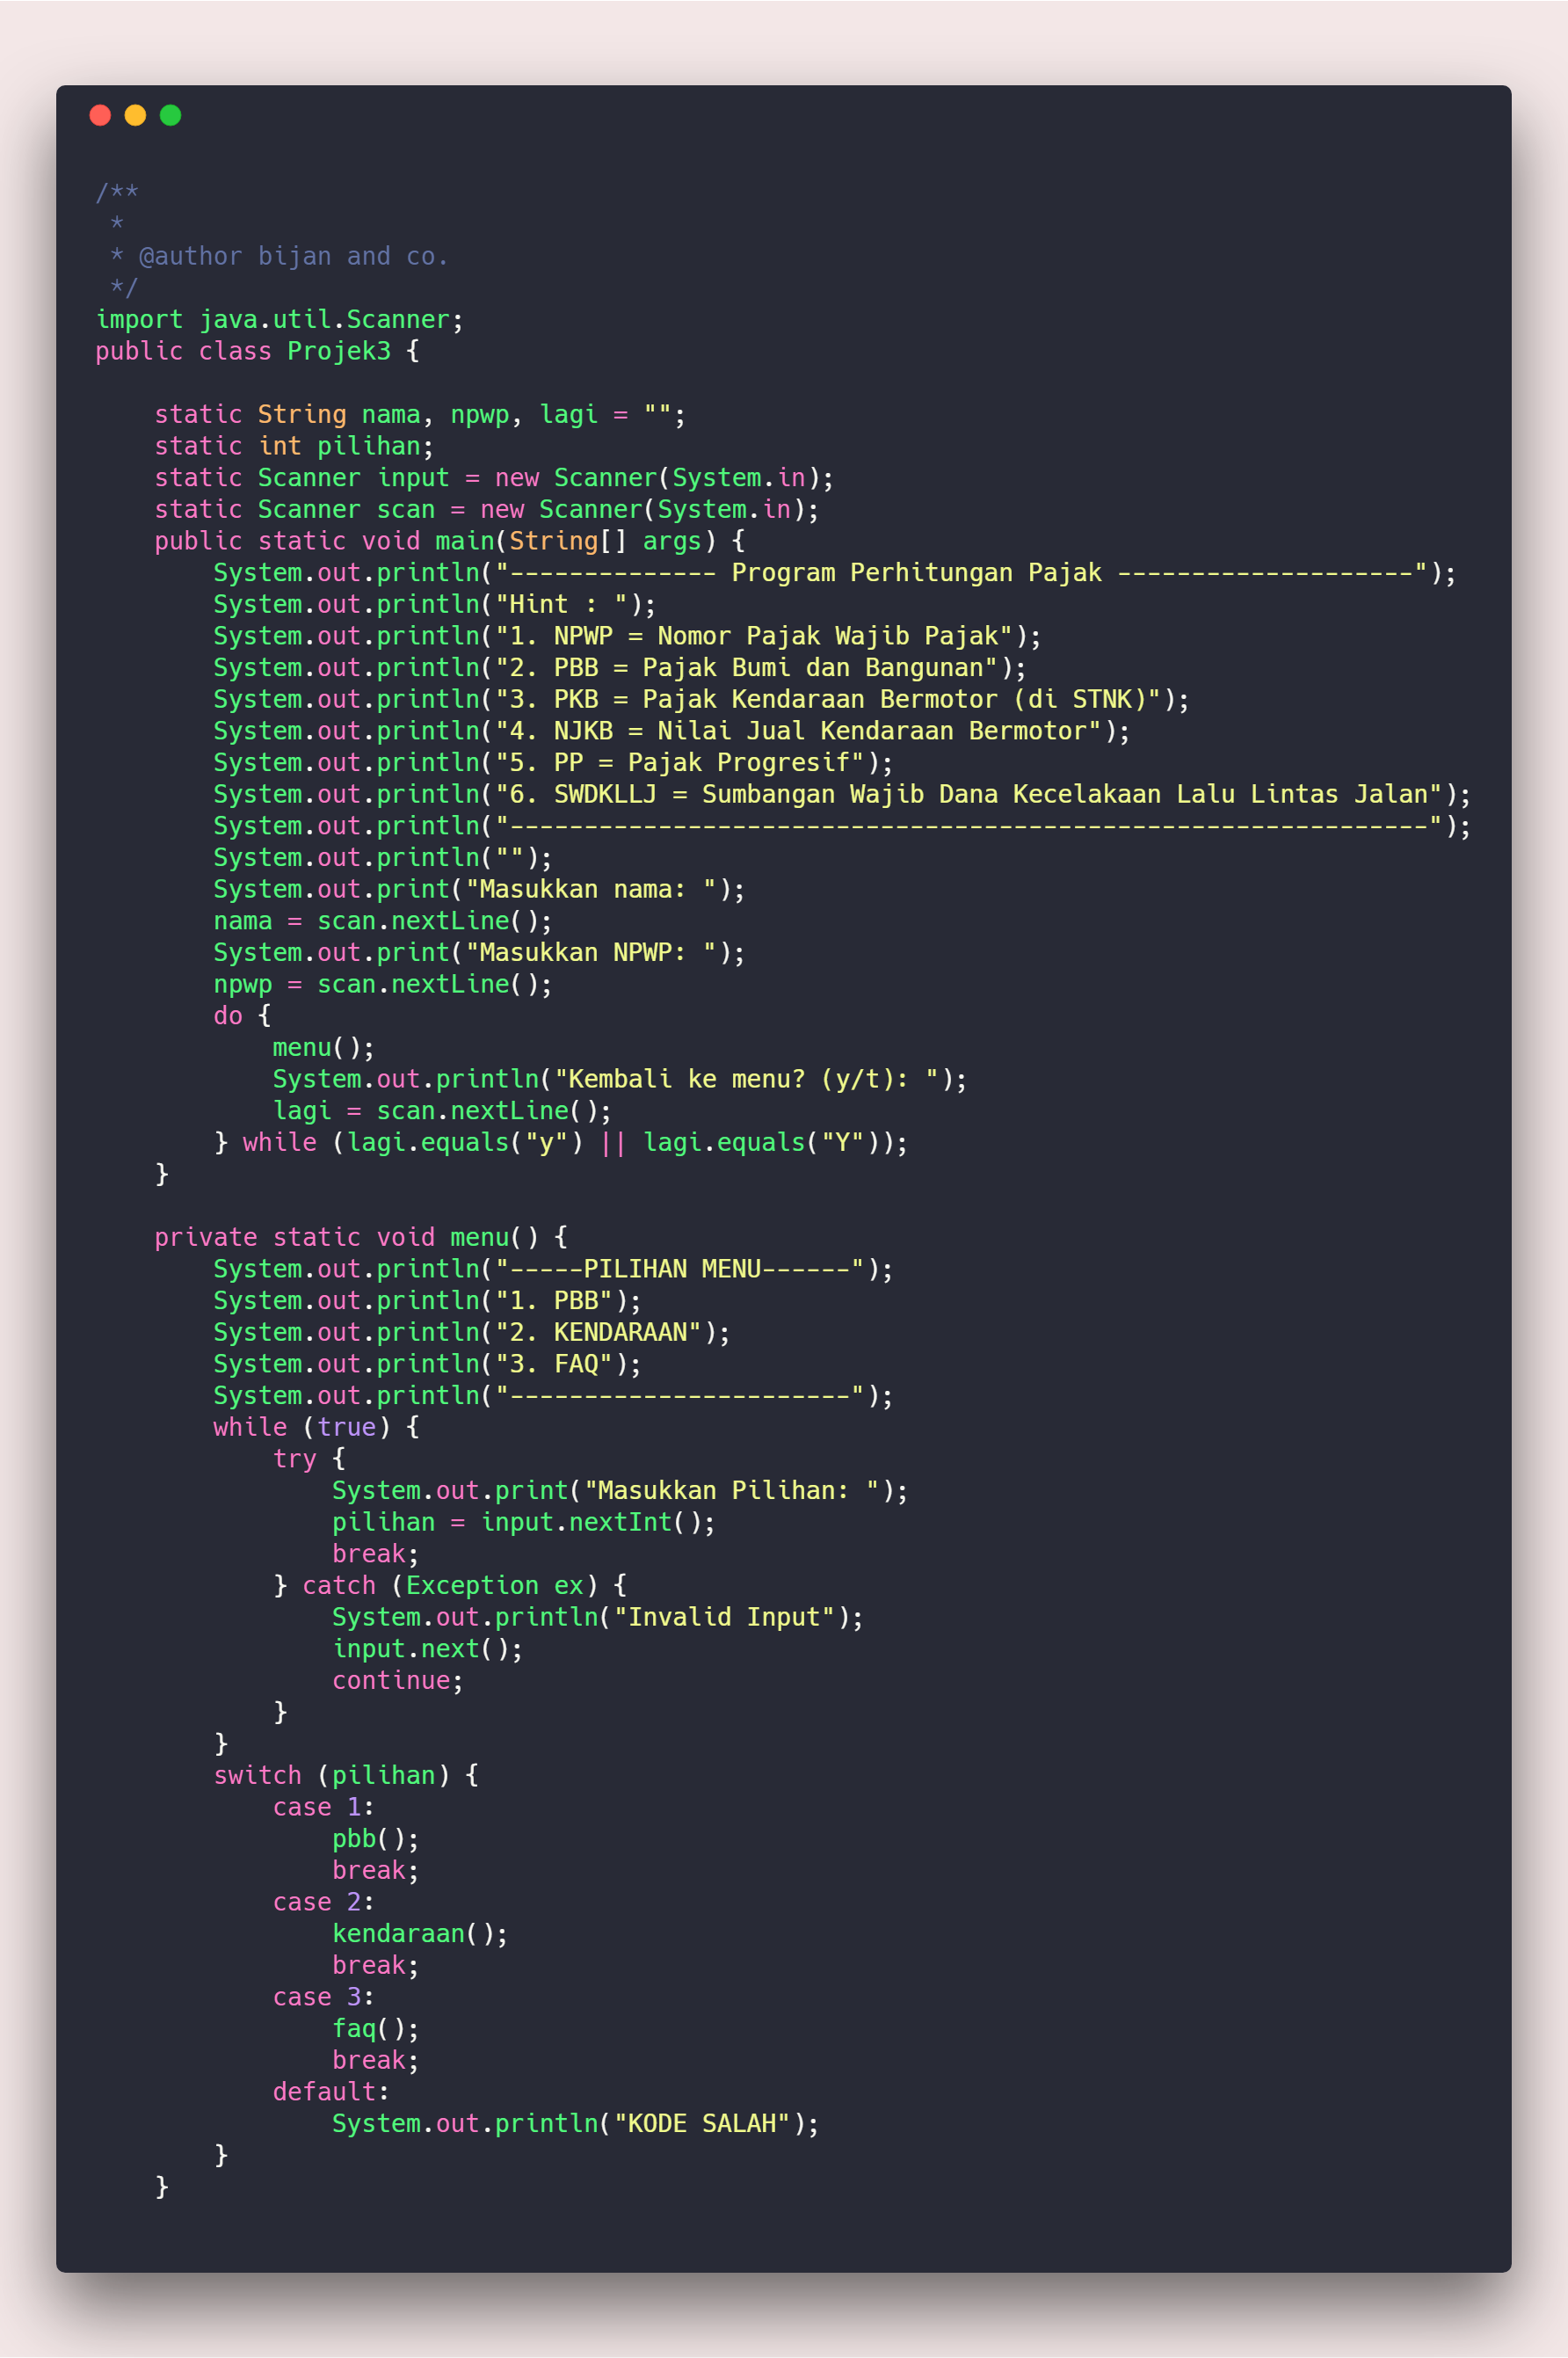 /**
 *
 * @author bijan and co.
 */
import java.util.Scanner;
public class Projek3 {

    static String nama, npwp, lagi = "";
    static int pilihan;
    static Scanner input = new Scanner(System.in);
    static Scanner scan = new Scanner(System.in);
    public static void main(String[] args) {
        System.out.println("-------------- Program Perhitungan Pajak --------------------");
        System.out.println("Hint : ");
        System.out.println("1. NPWP = Nomor Pajak Wajib Pajak");
        System.out.println("2. PBB = Pajak Bumi dan Bangunan");
        System.out.println("3. PKB = Pajak Kendaraan Bermotor (di STNK)");
        System.out.println("4. NJKB = Nilai Jual Kendaraan Bermotor");
        System.out.println("5. PP = Pajak Progresif");
        System.out.println("6. SWDKLLJ = Sumbangan Wajib Dana Kecelakaan Lalu Lintas Jalan");
        System.out.println("--------------------------------------------------------------");
        System.out.println("");
        System.out.print("Masukkan nama: ");
        nama = scan.nextLine();
        System.out.print("Masukkan NPWP: ");
        npwp = scan.nextLine();
        do {
            menu();
            System.out.println("Kembali ke menu? (y/t): ");
            lagi = scan.nextLine();
        } while (lagi.equals("y") || lagi.equals("Y"));
    }

    private static void menu() {
        System.out.println("-----PILIHAN MENU------");
        System.out.println("1. PBB");
        System.out.println("2. KENDARAAN");
        System.out.println("3. FAQ");
        System.out.println("-----------------------");
        while (true) {
            try {
                System.out.print("Masukkan Pilihan: ");
                pilihan = input.nextInt();
                break;
            } catch (Exception ex) {
                System.out.println("Invalid Input");
                input.next();
                continue;
            }
        }
        switch (pilihan) {
            case 1:
                pbb();
                break;
            case 2:
                kendaraan();
                break;
            case 3:
                faq();
                break;
            default:
                System.out.println("KODE SALAH");
        }
    }